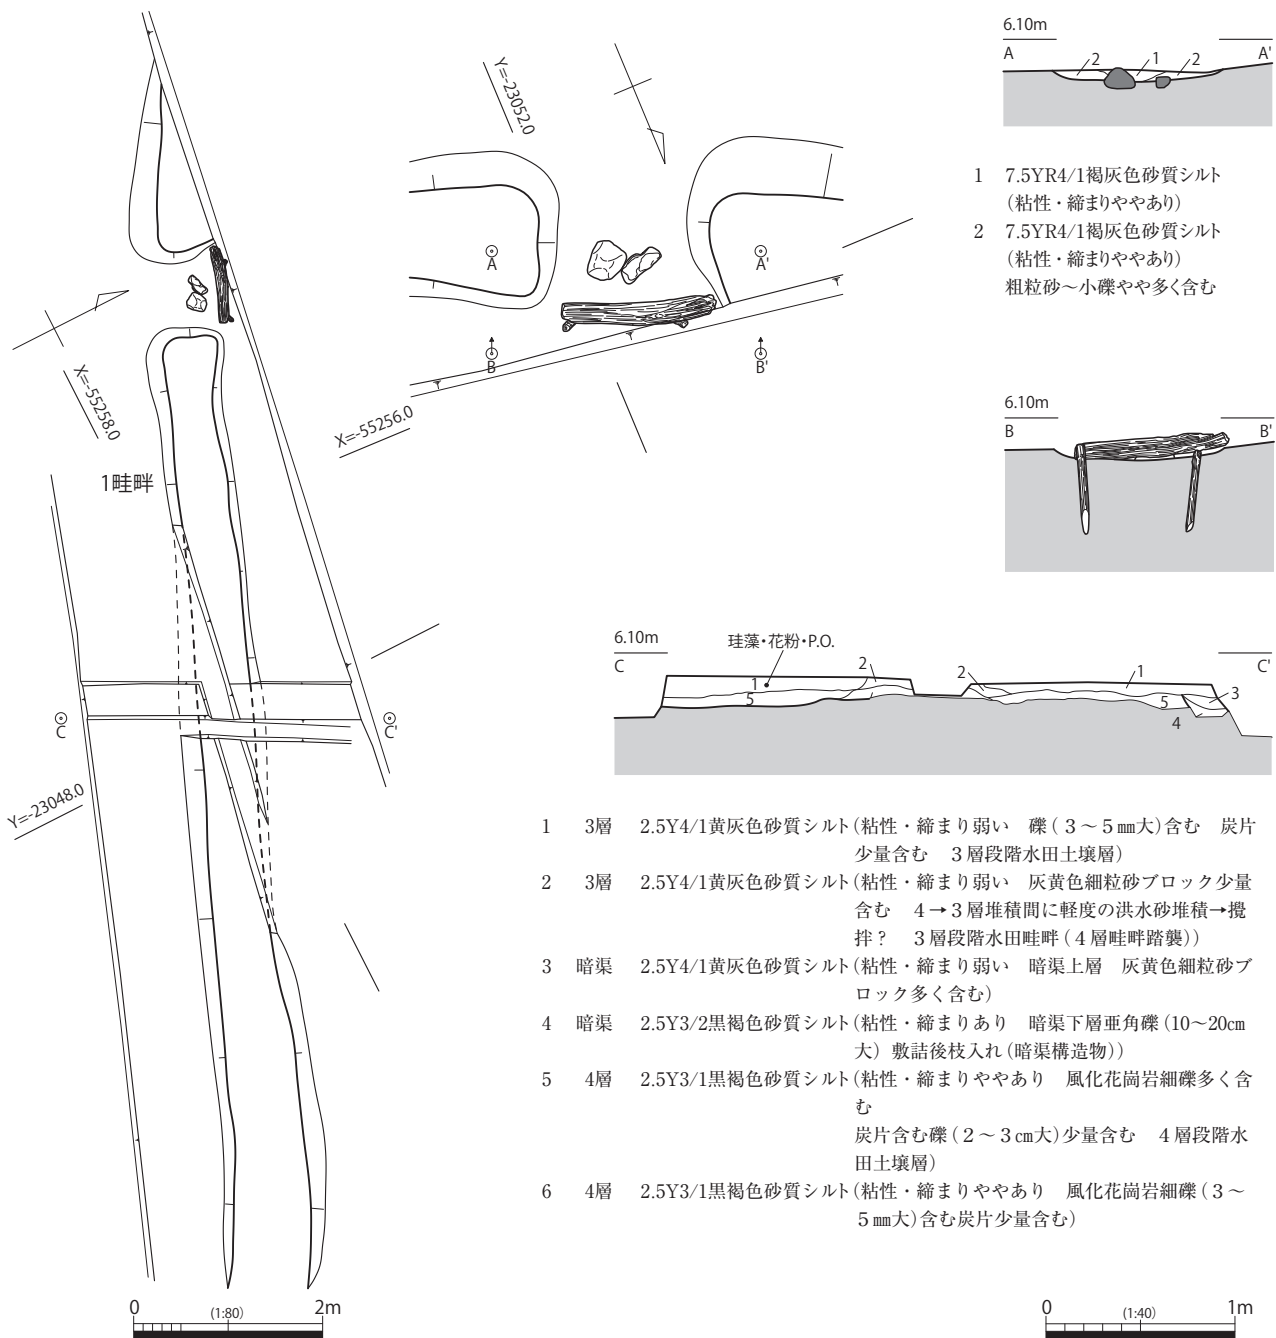 6.10m
A A'
2 1 2
1 7.5YR4/1褐灰色砂質シルト
(粘性・締まりややあり)
2 7.5YR4/1褐灰色砂質シルト
(粘性・締まりややあり)
粗粒砂～小礫やや多く含む
Y=-23052.0
A A'
B B'
X=-55256.0
X=-55258.0
1畦畔
6.10m
B B'
C C'
Y=-23048.0
6.10m
C C'
珪藻・花粉・P.O.
1 2 2 1 3
5 5 4
1 3層 2.5Y4/1黄灰色砂質シルト(粘性・締まり弱い 礫(3～5㎜大)含む 炭片
少量含む 3層段階水田土壌層)
2 3層 2.5Y4/1黄灰色砂質シルト(粘性・締まり弱い 灰黄色細粒砂ブロック少量
含む 4→3層堆積間に軽度の洪水砂堆積→攪
拌? 3層段階水田畦畔(4層畦畔踏襲))
3 暗渠 2.5Y4/1黄灰色砂質シルト(粘性・締まり弱い 暗渠上層 灰黄色細粒砂ブ
ロック多く含む)
4 暗渠 2.5Y3/2黒褐色砂質シルト(粘性・締まりあり 暗渠下層亜角礫(10～20㎝
大)敷詰後枝入れ(暗渠構造物))
5 4層 2.5Y3/1黒褐色砂質シルト(粘性・締まりややあり 風化花崗岩細礫多く含
む
炭片含む礫(2～3㎝大)少量含む 4層段階水
田土壌層)
6 4層 2.5Y3/1黒褐色砂質シルト(粘性・締まりややあり 風化花崗岩細礫(3～
5㎜大)含む炭片少量含む)
0 (1:80) 2m
0 (1:40) 1m